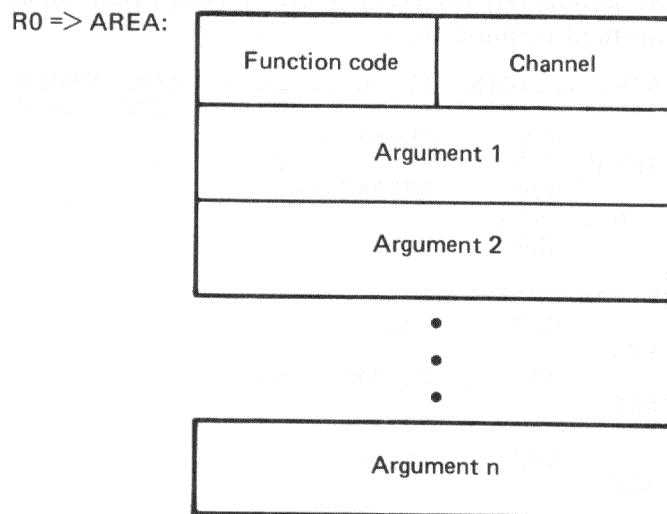 R0 => AREA:
Function code Channel
Argument 1
Argument 2
Argument n